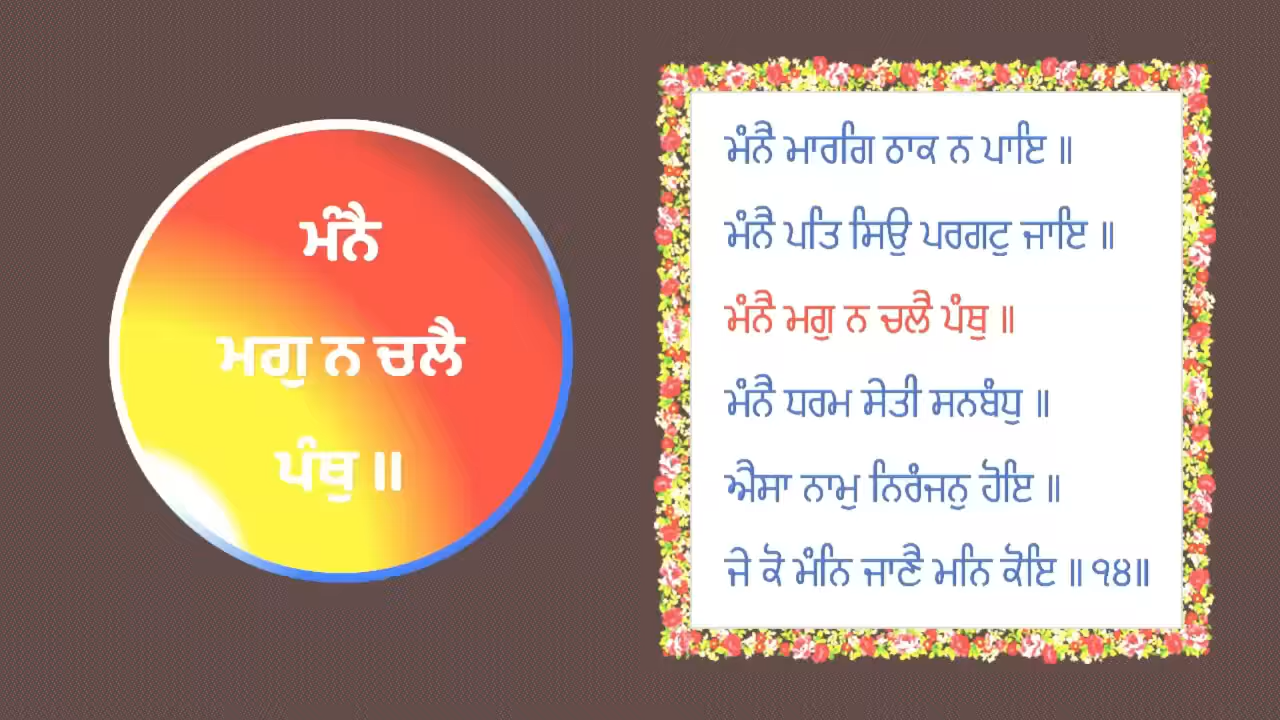 ਮੰਨੈ
ਮਗੁ ਨ ਚਲੈ
ਪੰਥੁ ॥
ਮੰਨੈ ਮਾਰਗਿ ਠਾਕ ਨ ਪਾਇ ॥
ਮੰਨੈ ਪਤਿ ਸਿਉ ਪਰਗਟੁ ਜਾਇ ॥
ਮੰਨੈ ਮਗੁ ਨ ਚਲੈ ਪੰਥੁ ॥
ਮੰਨੈ ਧਰਮ ਸੇਤੀ ਸਨਬੰਧੁ ॥
ਐਸਾ ਨਾਮੁ ਨਿਰੰਜਨੁ ਹੋਇ ॥
ਜੇ ਕੋ ਮੰਨਿ ਜਾਣੈ ਮਨਿ ਕੋਇ ॥੧੪॥